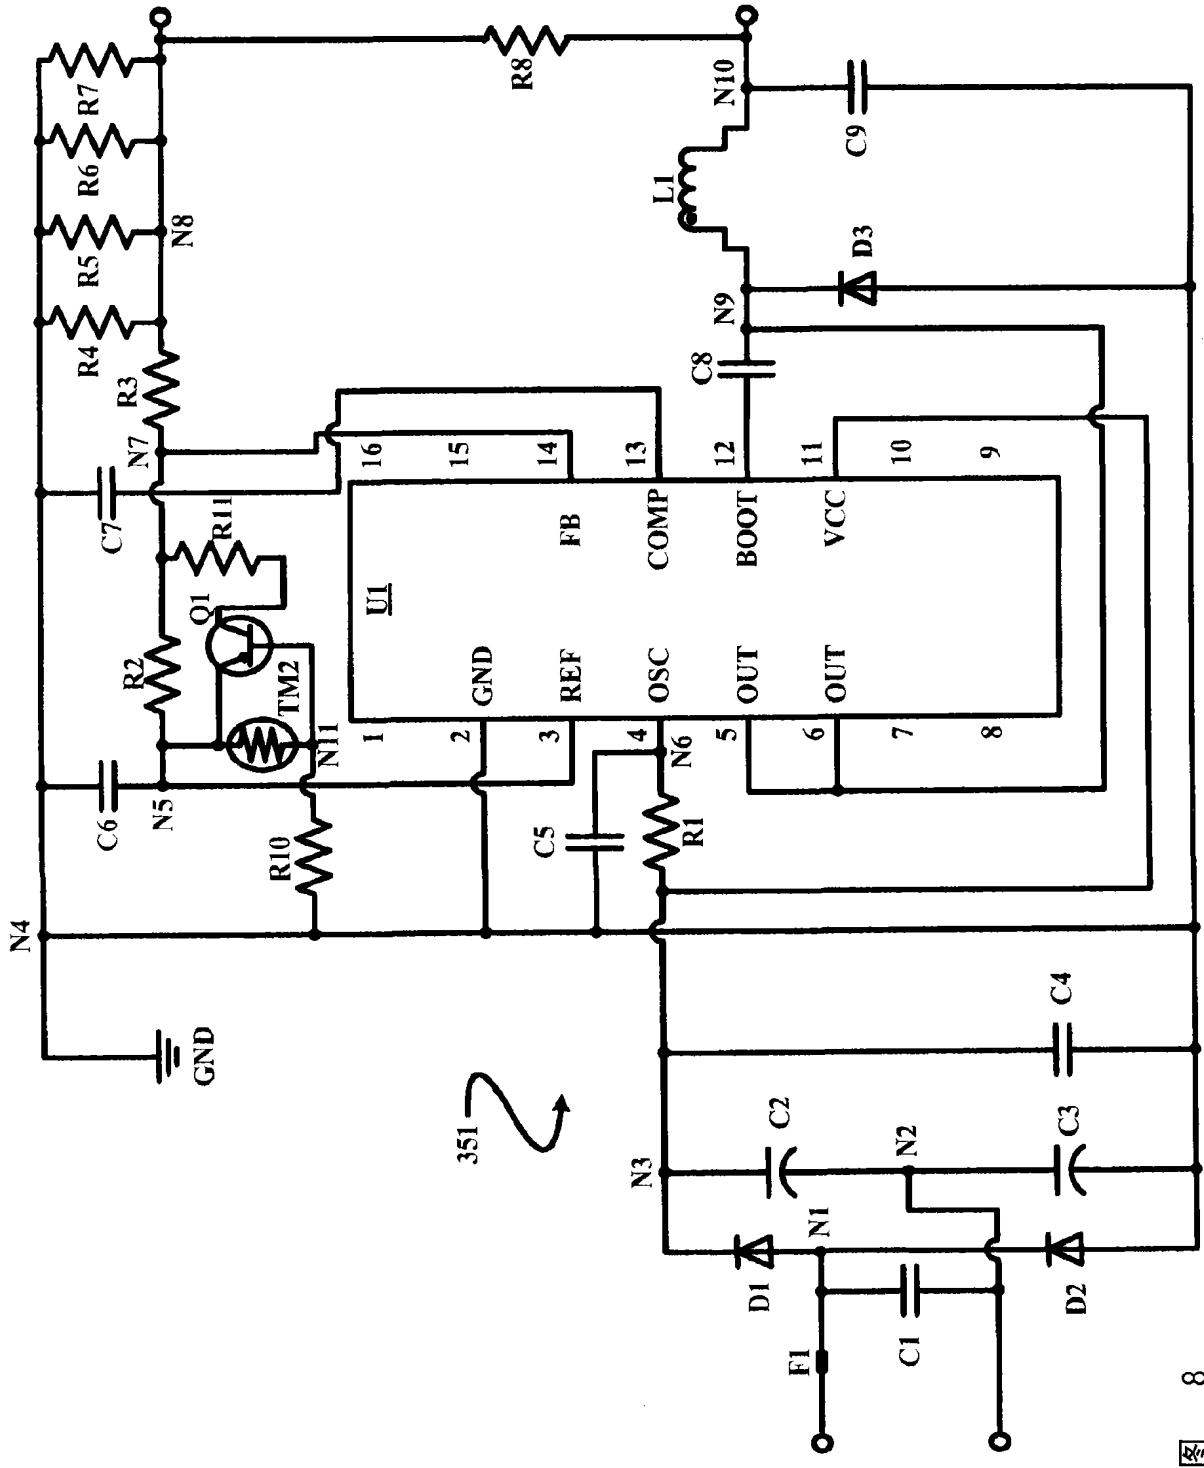 R7
R6
R5
R4
N8
R3
N7
C7
R11
Q1
R2
TM2
N11
N5
C6
R10
N4
GND
R8
N10
C9
L1
D3
N9
C8
16
15
14
13
12
11
10
9
FB
COMP
BOOT
VCC
U1
GND
REF
OSC
OUT
OUT
1
2
3
4
5
6
7
8
N6
R1
C5
351
C4
N3
C2
N2
C3
N1
D1
D2
F1
C1
图 8